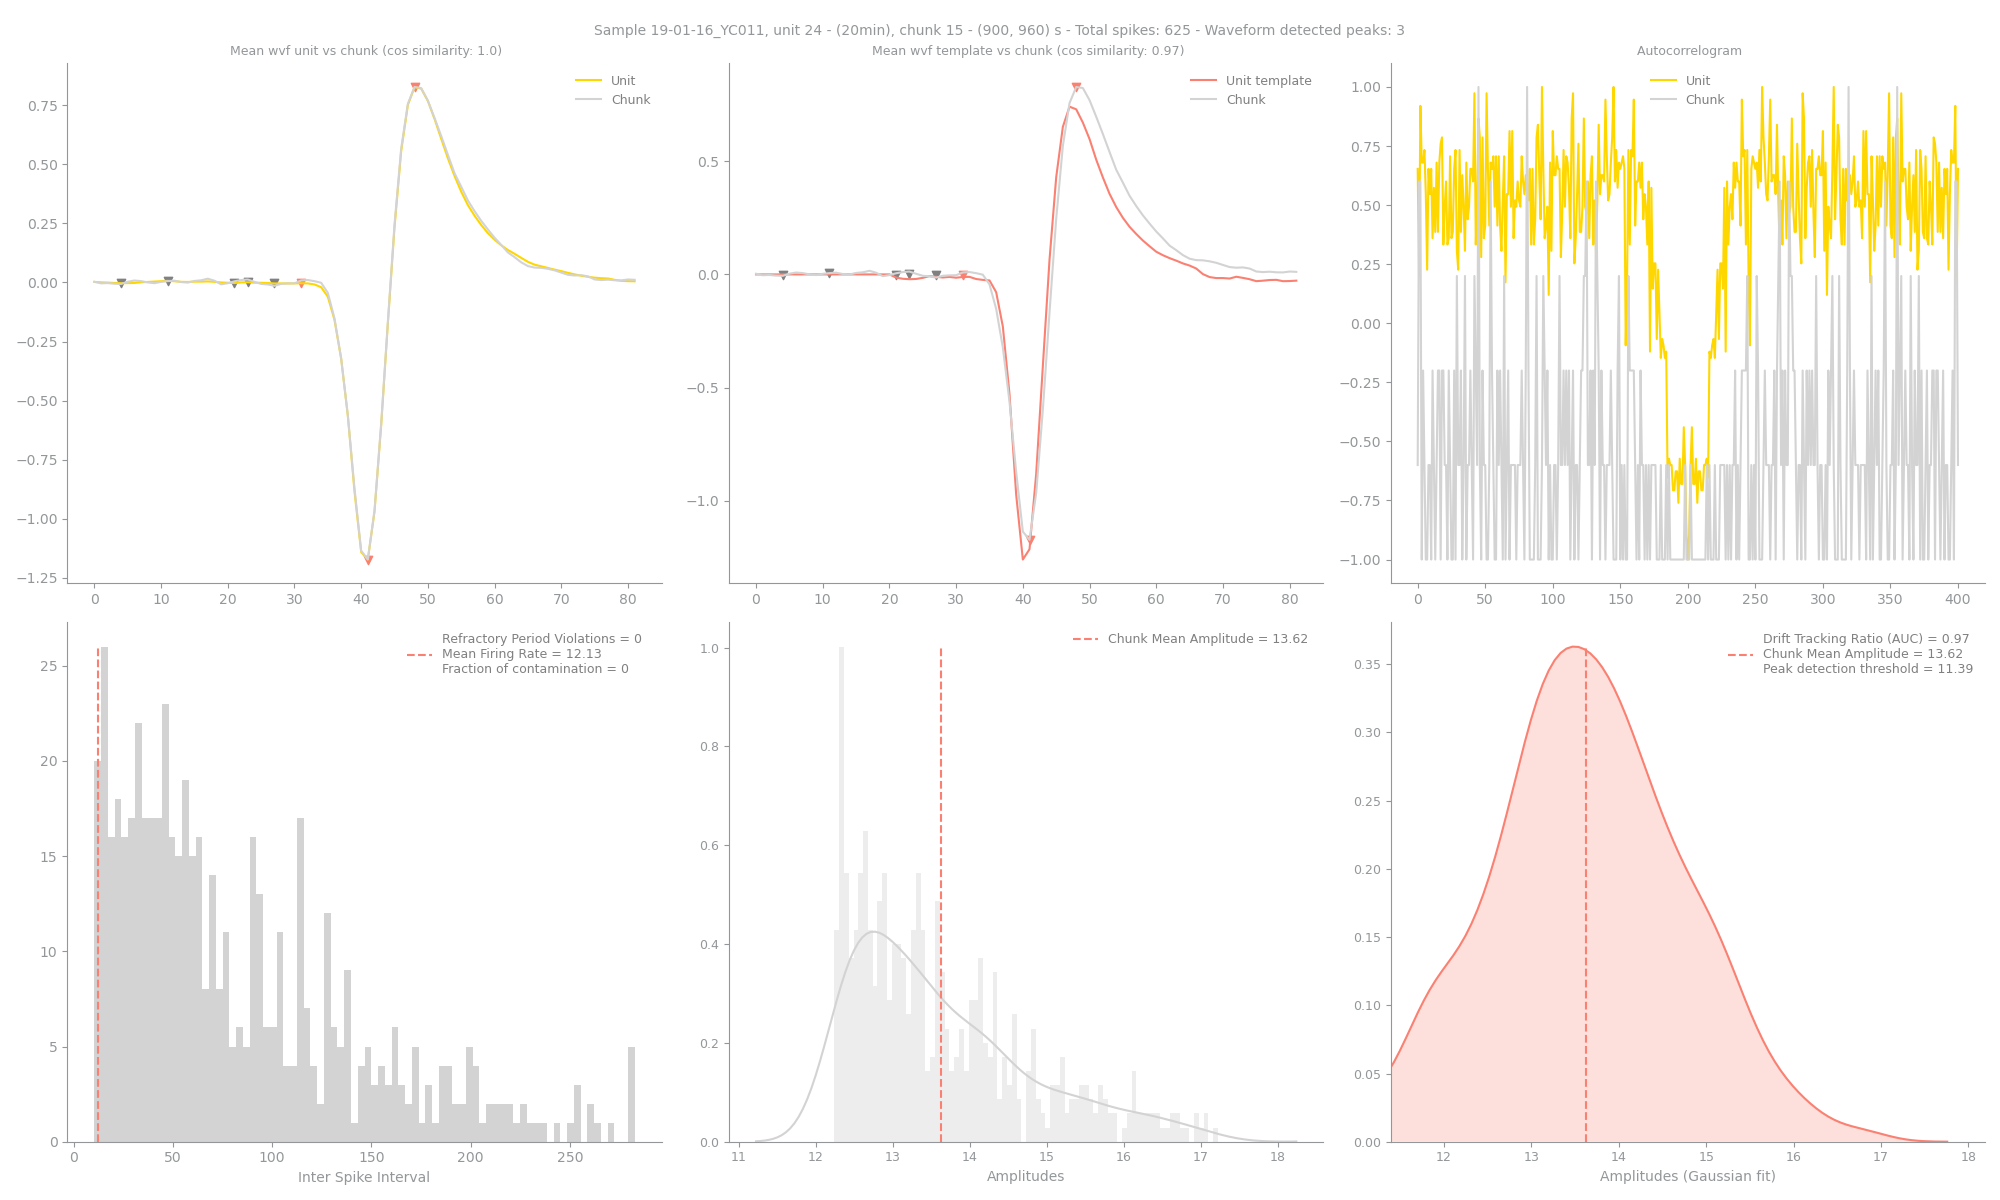 Sample 19-01-16_YC011, unit 24 - (20min), chunk 15 - (900, 960) s - Total spikes: 625 - Waveform detected peaks: 3
Mean wvf unit vs chunk (cos similarity: 1.0)
Unit
Chunk
0.75
0.50
0.25
0.00
−0.25
−0.50
−0.75
−1.00
−1.25
0 10 20 30 40 50 60 70 80
Mean wvf template vs chunk (cos similarity: 0.97)
Unit template
Chunk
0.5
0.0
−0.5
−1.0
0 10 20 30 40 50 60 70 80
Autocorrelogram
Unit
Chunk
1.00
0.75
0.50
0.25
0.00
−0.25
−0.50
−0.75
−1.00
0 50 100 150 200 250 300 350 400
Refractory Period Violations = 0
Mean Firing Rate = 12.13
Fraction of contamination = 0
25
20
15
10
5
0
0 50 100 150 200 250
Inter Spike Interval
Chunk Mean Amplitude = 13.62
1.0
0.8
0.6
0.4
0.2
0.0
11 12 13 14 15 16 17 18
Amplitudes
Drift Tracking Ratio (AUC) = 0.97
Chunk Mean Amplitude = 13.62
Peak detection threshold = 11.39
0.35
0.30
0.25
0.20
0.15
0.10
0.05
0.00
12 13 14 15 16 17 18
Amplitudes (Gaussian fit)